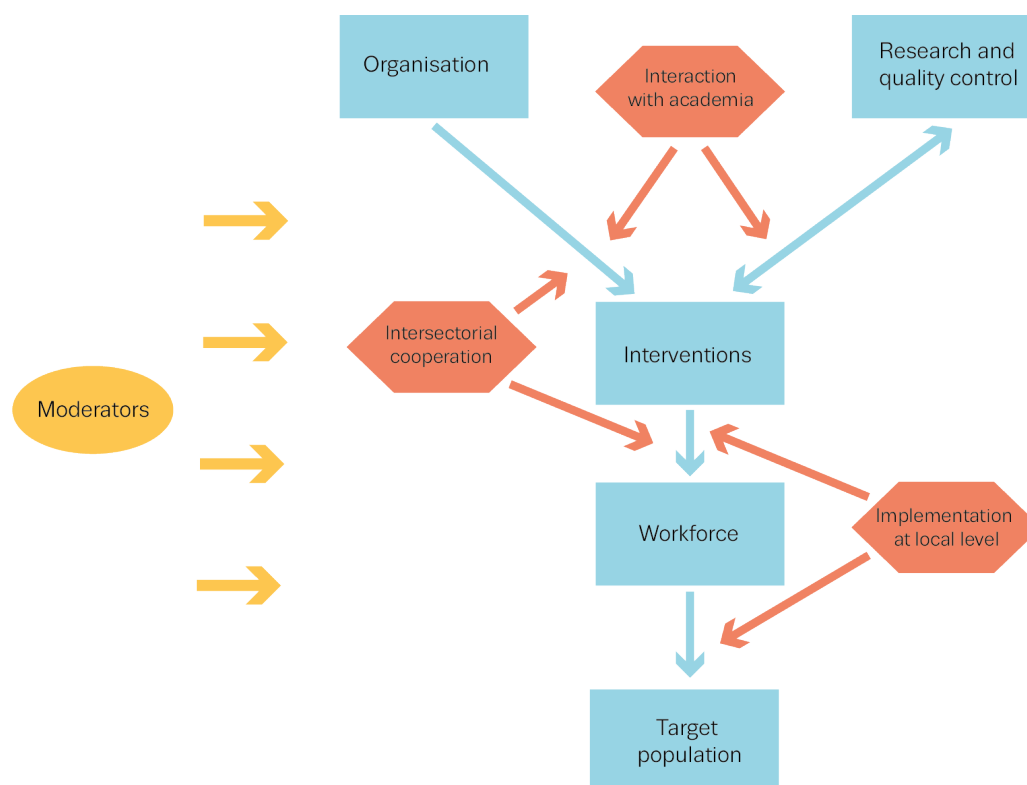 Organisation
Interaction
with academia
Research and
quality control
Intersectorial
cooperation
Interventions
Moderators
Workforce
Implementation
at local level
Target
population